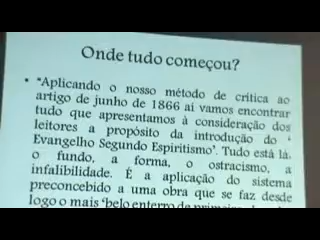 Onde tudo começou?
• "Aplicando o nosso método de crítica ao
artigo de junho de 1866 aí vamos encontrar
tudo que apresentamos à consideração dos
leitores a propósito da introdução do '
Evangelho Segundo Espiritismo'. Tudo está lá.
o fundo, a forma, o ostracismo, a
infalibilidade. É a aplicação do sistema
preconcebido a uma obra que se faz desde
logo o mais 'belo enterro de